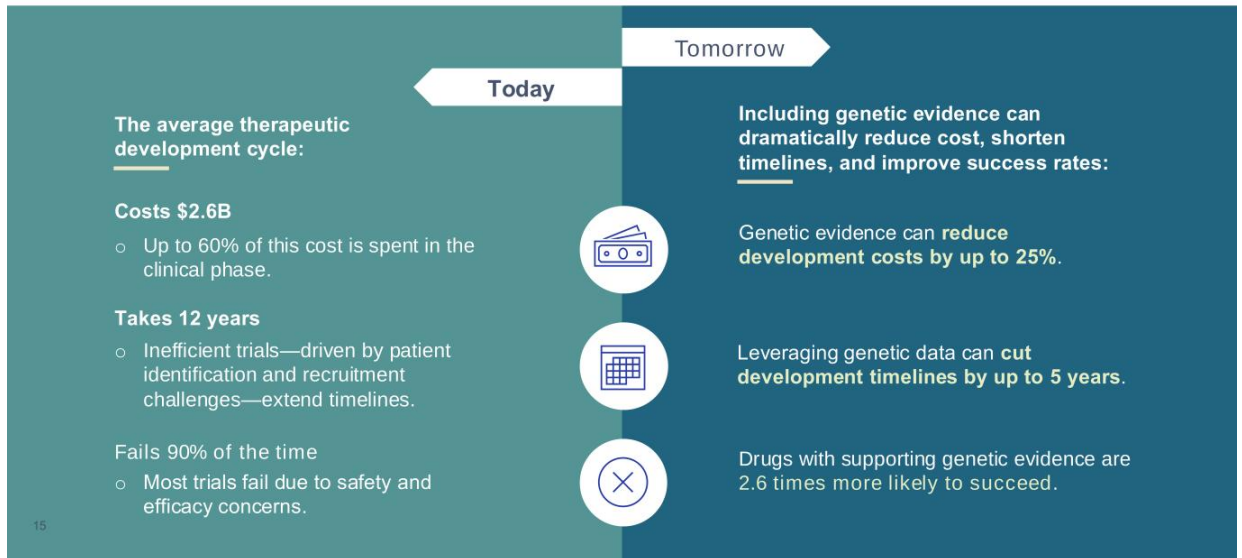 Tomorrow
Today
The average therapeutic
development cycle:
Costs $2.6B
o Up to 60% of this cost is spent in the
clinical phase.
Takes 12 years
o Inefficient trials—driven by patient
identification and recruitment
challenges—extend timelines.
Fails 90% of the time
o Most trials fail due to safety and
efficacy concerns.
Including genetic evidence can
dramatically reduce cost, shorten
timelines, and improve success rates:
Genetic evidence can reduce
development costs by up to 25%.
Leveraging genetic data can cut
development timelines by up to 5 years.
Drugs with supporting genetic evidence are
2.6 times more likely to succeed.
15